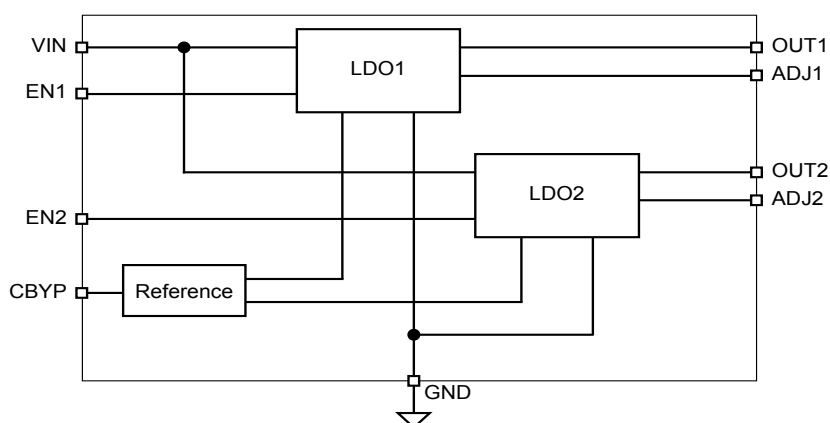 VIN
EN1
EN2
CBYP
LDO1
LDO2
Reference
OUT1
ADJ1
OUT2
ADJ2
GND